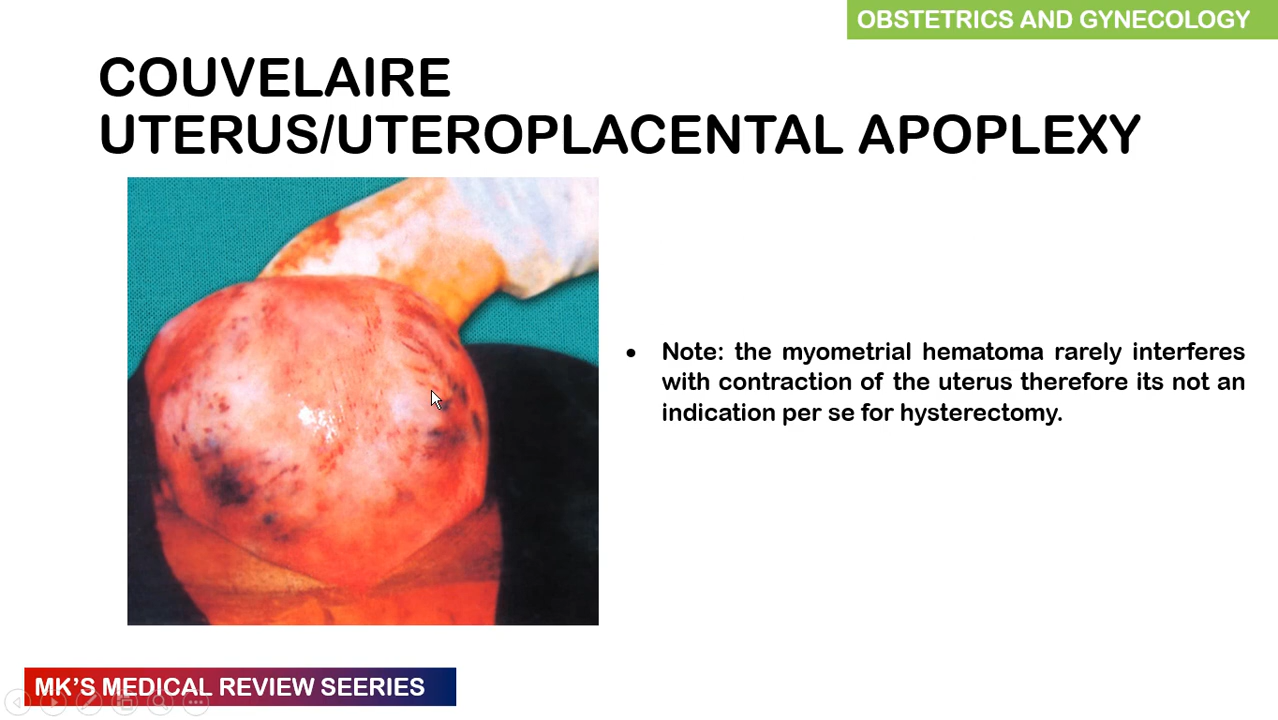 OBSTETRICS AND GYNECOLOGY
COUVELAIRE
UTERUS/UTEROPLACENTAL APOPLEXY
• Note: the myometrial hematoma rarely interferes
with contraction of the uterus therefore its not an
indication per se for hysterectomy.
MK'S MEDICAL REVIEW SEERIES